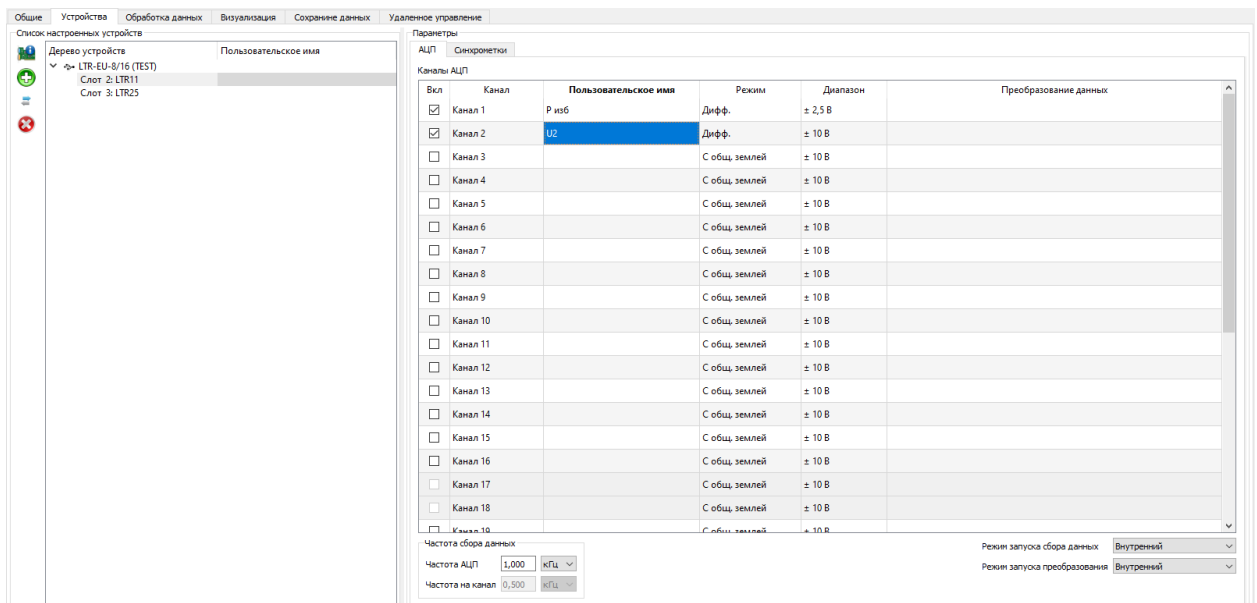 Общие Устройства Обработка данных Визуализация Сохранине данных Удаленное управление
Список настроенных устройств
Дерево устройств Пользовательское имя
LTR-EU-8/16 (TEST)
Слот 2: LTR11
Слот 3: LTR25
Параметры
АЦП Синхрометки
Каналы АЦП
Вкл Канал Пользовательское имя Режим Диапазон Преобразование данных
Канал 1 P изб Дифф. ± 2,5 В
Канал 2 U2 Дифф. ± 10 В
Канал 3 С общ. землей ± 10 В
Канал 4 С общ. землей ± 10 В
Канал 5 С общ. землей ± 10 В
Канал 6 С общ. землей ± 10 В
Канал 7 С общ. землей ± 10 В
Канал 8 С общ. землей ± 10 В
Канал 9 С общ. землей ± 10 В
Канал 10 С общ. землей ± 10 В
Канал 11 С общ. землей ± 10 В
Канал 12 С общ. землей ± 10 В
Канал 13 С общ. землей ± 10 В
Канал 14 С общ. землей ± 10 В
Канал 15 С общ. землей ± 10 В
Канал 16 С общ. землей ± 10 В
Канал 17 С общ. землей ± 10 В
Канал 18 С общ. землей ± 10 В
Канал 19 С общ. землей ± 10 В
Частота сбора данных
Частота АЦП 1,000 кГц
Частота на канал 0,500 кГц
Режим запуска сбора данных Внутренний
Режим запуска преобразования Внутренний